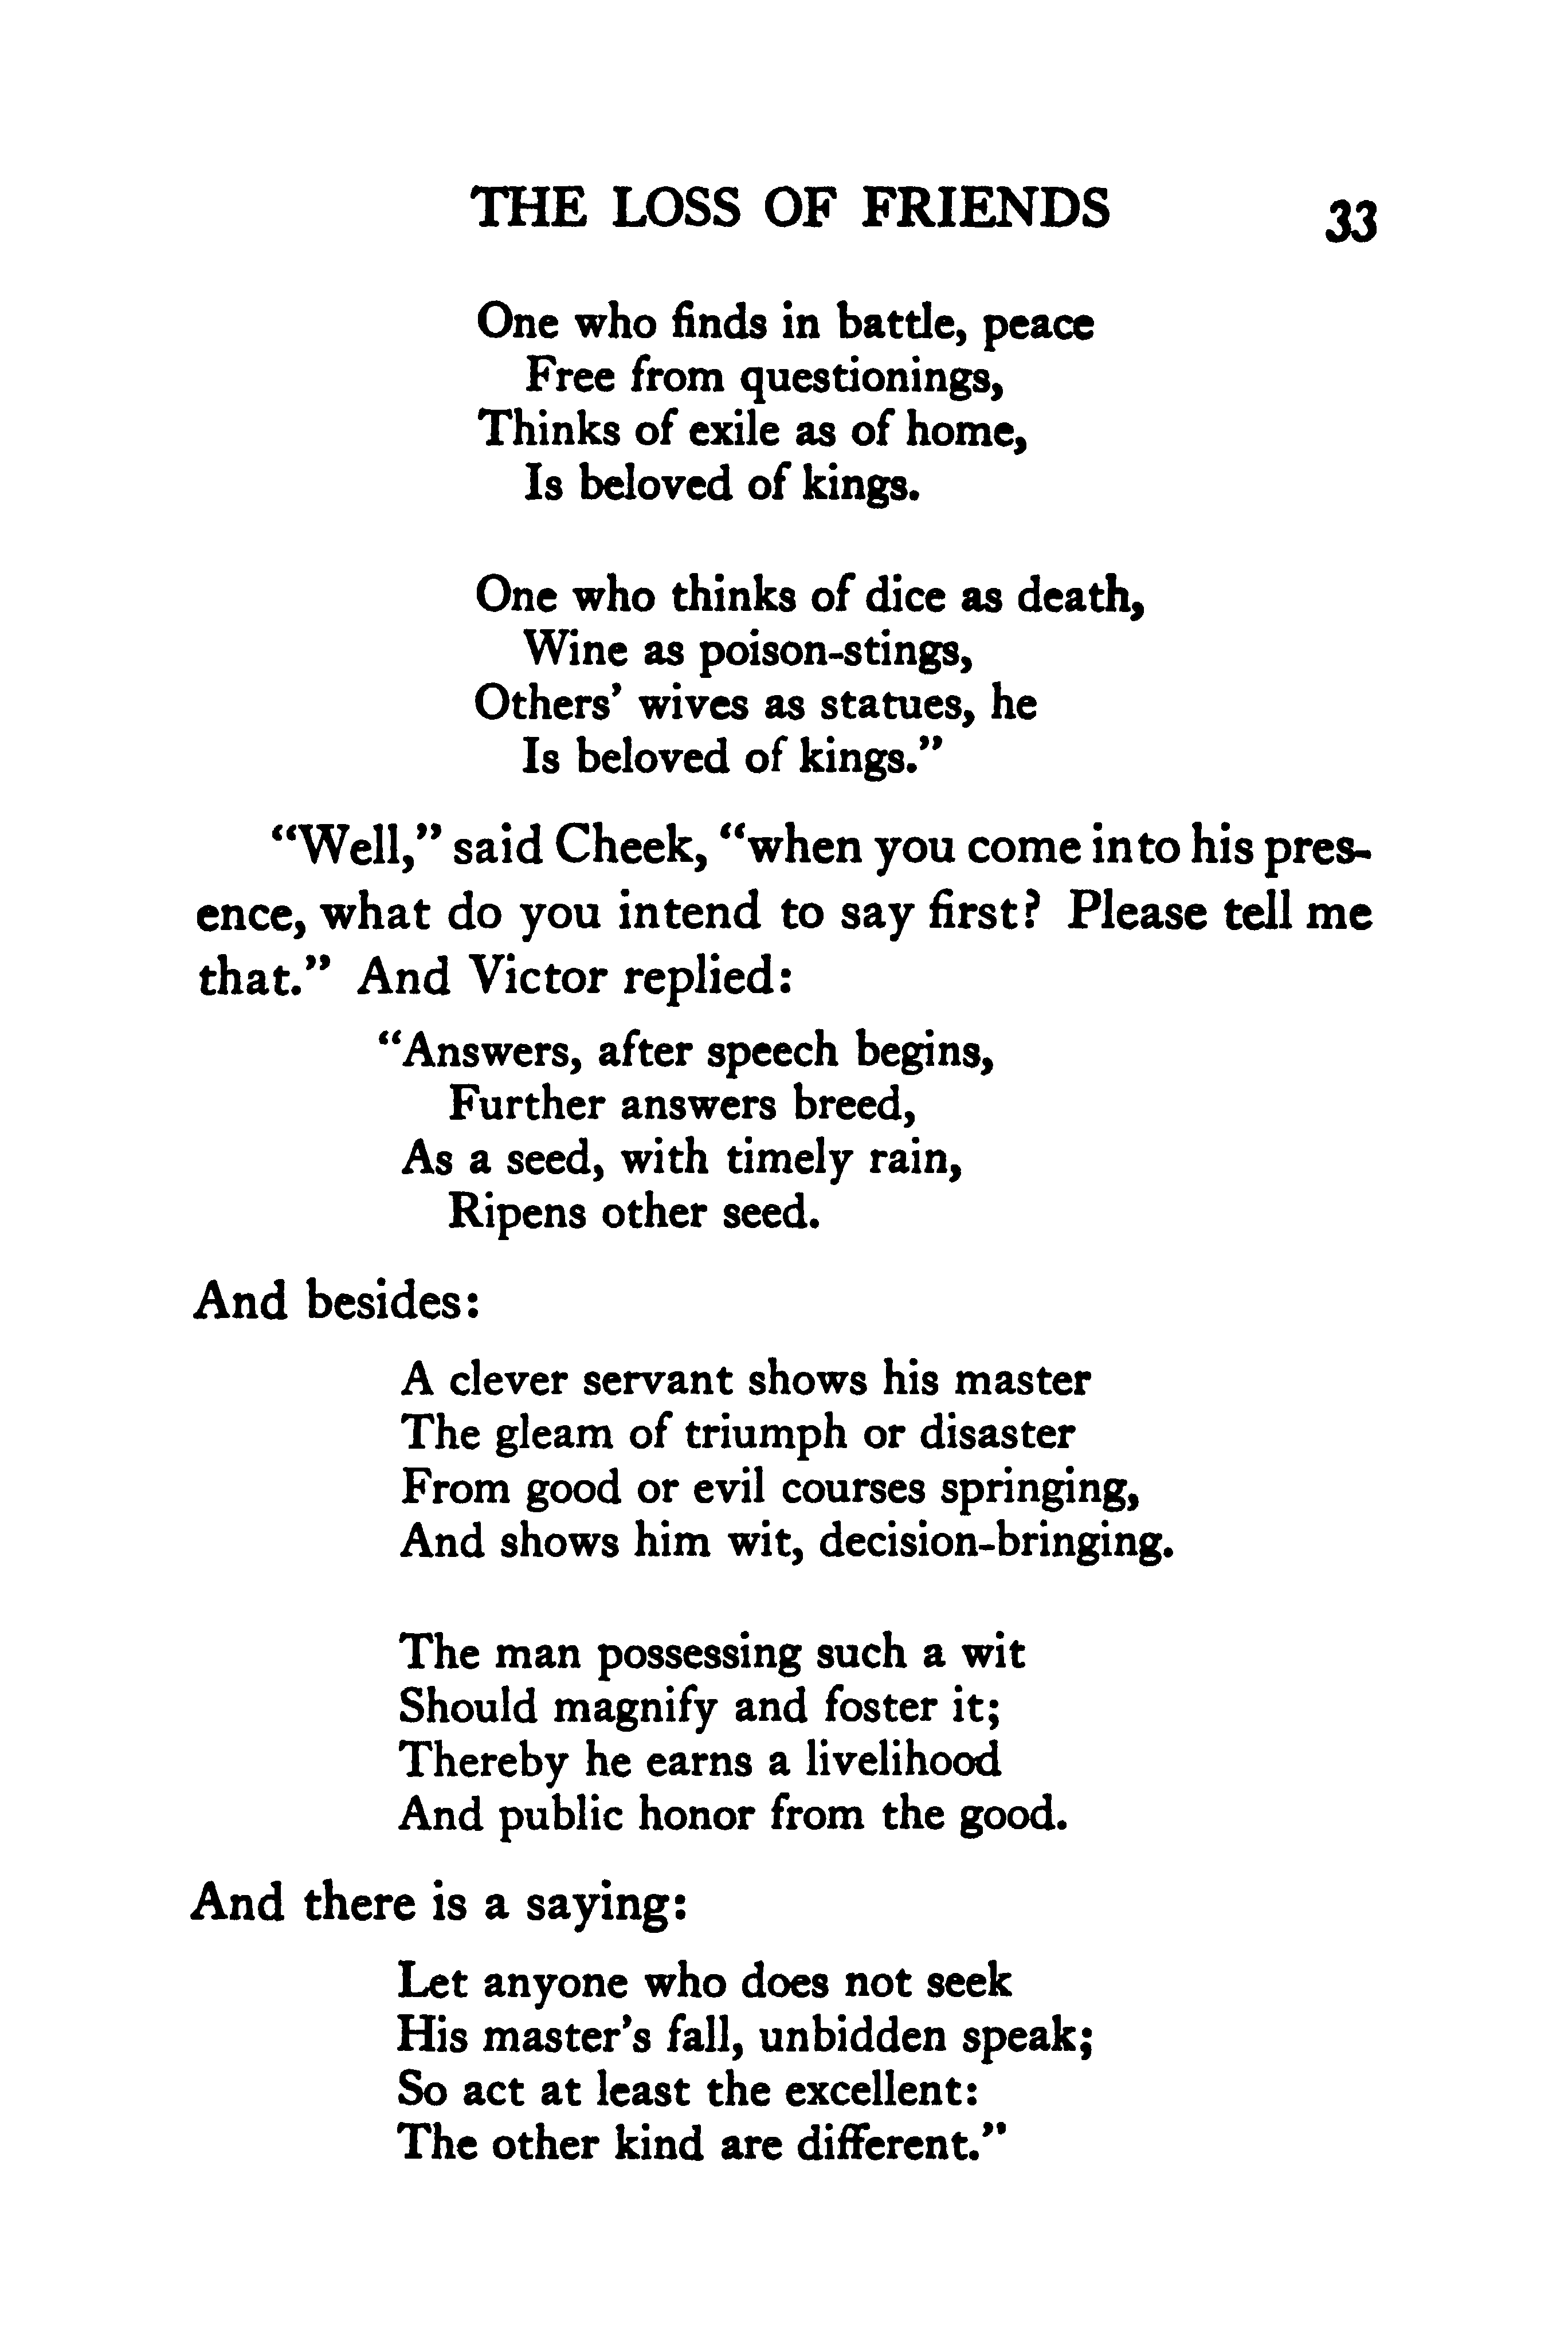 THE LOSS OF FRIENDS 33
One who finds in battle, peace
Free from questionings,
Thinks of exile as of home,
Is beloved of kings.
One who thinks of dice as death,
Wine as poison-stings,
Others’ wives as statues, he
Is beloved of kings.”
“Well,” said Cheek, “when you come into his pres-
ence, what do you intend to say first? Please tell me
that.” And Victor replied:
“Answers, after speech begins,
Further answers breed,
As a seed, with timely rain,
Ripens other seed.
And besides:
A clever servant shows his master
The gleam of triumph or disaster
From good or evil courses springing,
And shows him wit, decision-bringing.
The man possessing such a wit
Should magnify and foster it;
Thereby he earns a livelihood
And public honor from the good.
And there is a saying:
Let anyone who does not seek
His master’s fall, unbidden speak;
So act at least the excellent:
The other kind are different.”